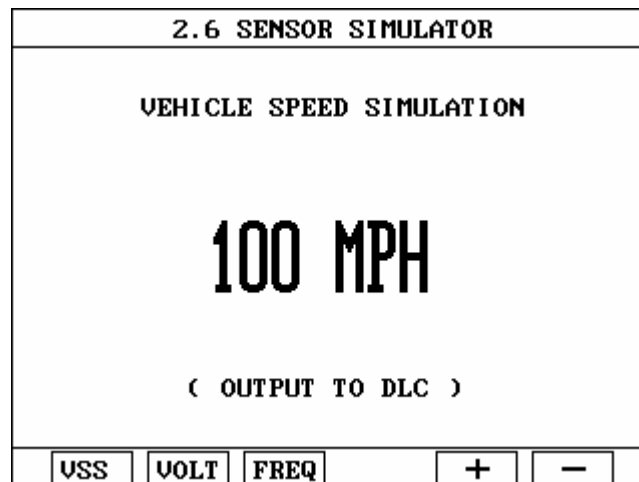 2.6 SENSOR SIMULATOR
VEHICLE SPEED SIMULATION
100 MPH
( OUTPUT TO DLC )
VSS VOLT FREQ + −